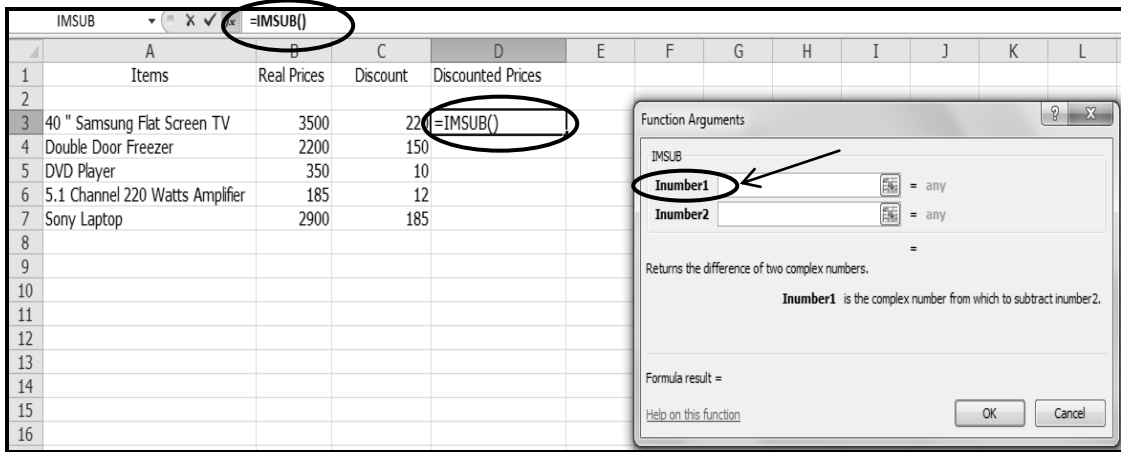 IMSUB =IMSUB()
A B C D E F G H I J K L
1 Items Real Prices Discount Discounted Prices
2
3 40 " Samsung Flat Screen TV 3500 220 =IMSUB()
4 Double Door Freezer 2200 150
5 DVD Player 350 10
6 5.1 Channel 220 Watts Amplifier 185 12
7 Sony Laptop 2900 185
8
9
10
11
12
13
14
15
16
Function Arguments
IMSUB
Inumber1 = any
Inumber2 = any
=
Returns the difference of two complex numbers.
Inumber1 is the complex number from which to subtract inumber2.
Formula result =
Help on this function OK Cancel